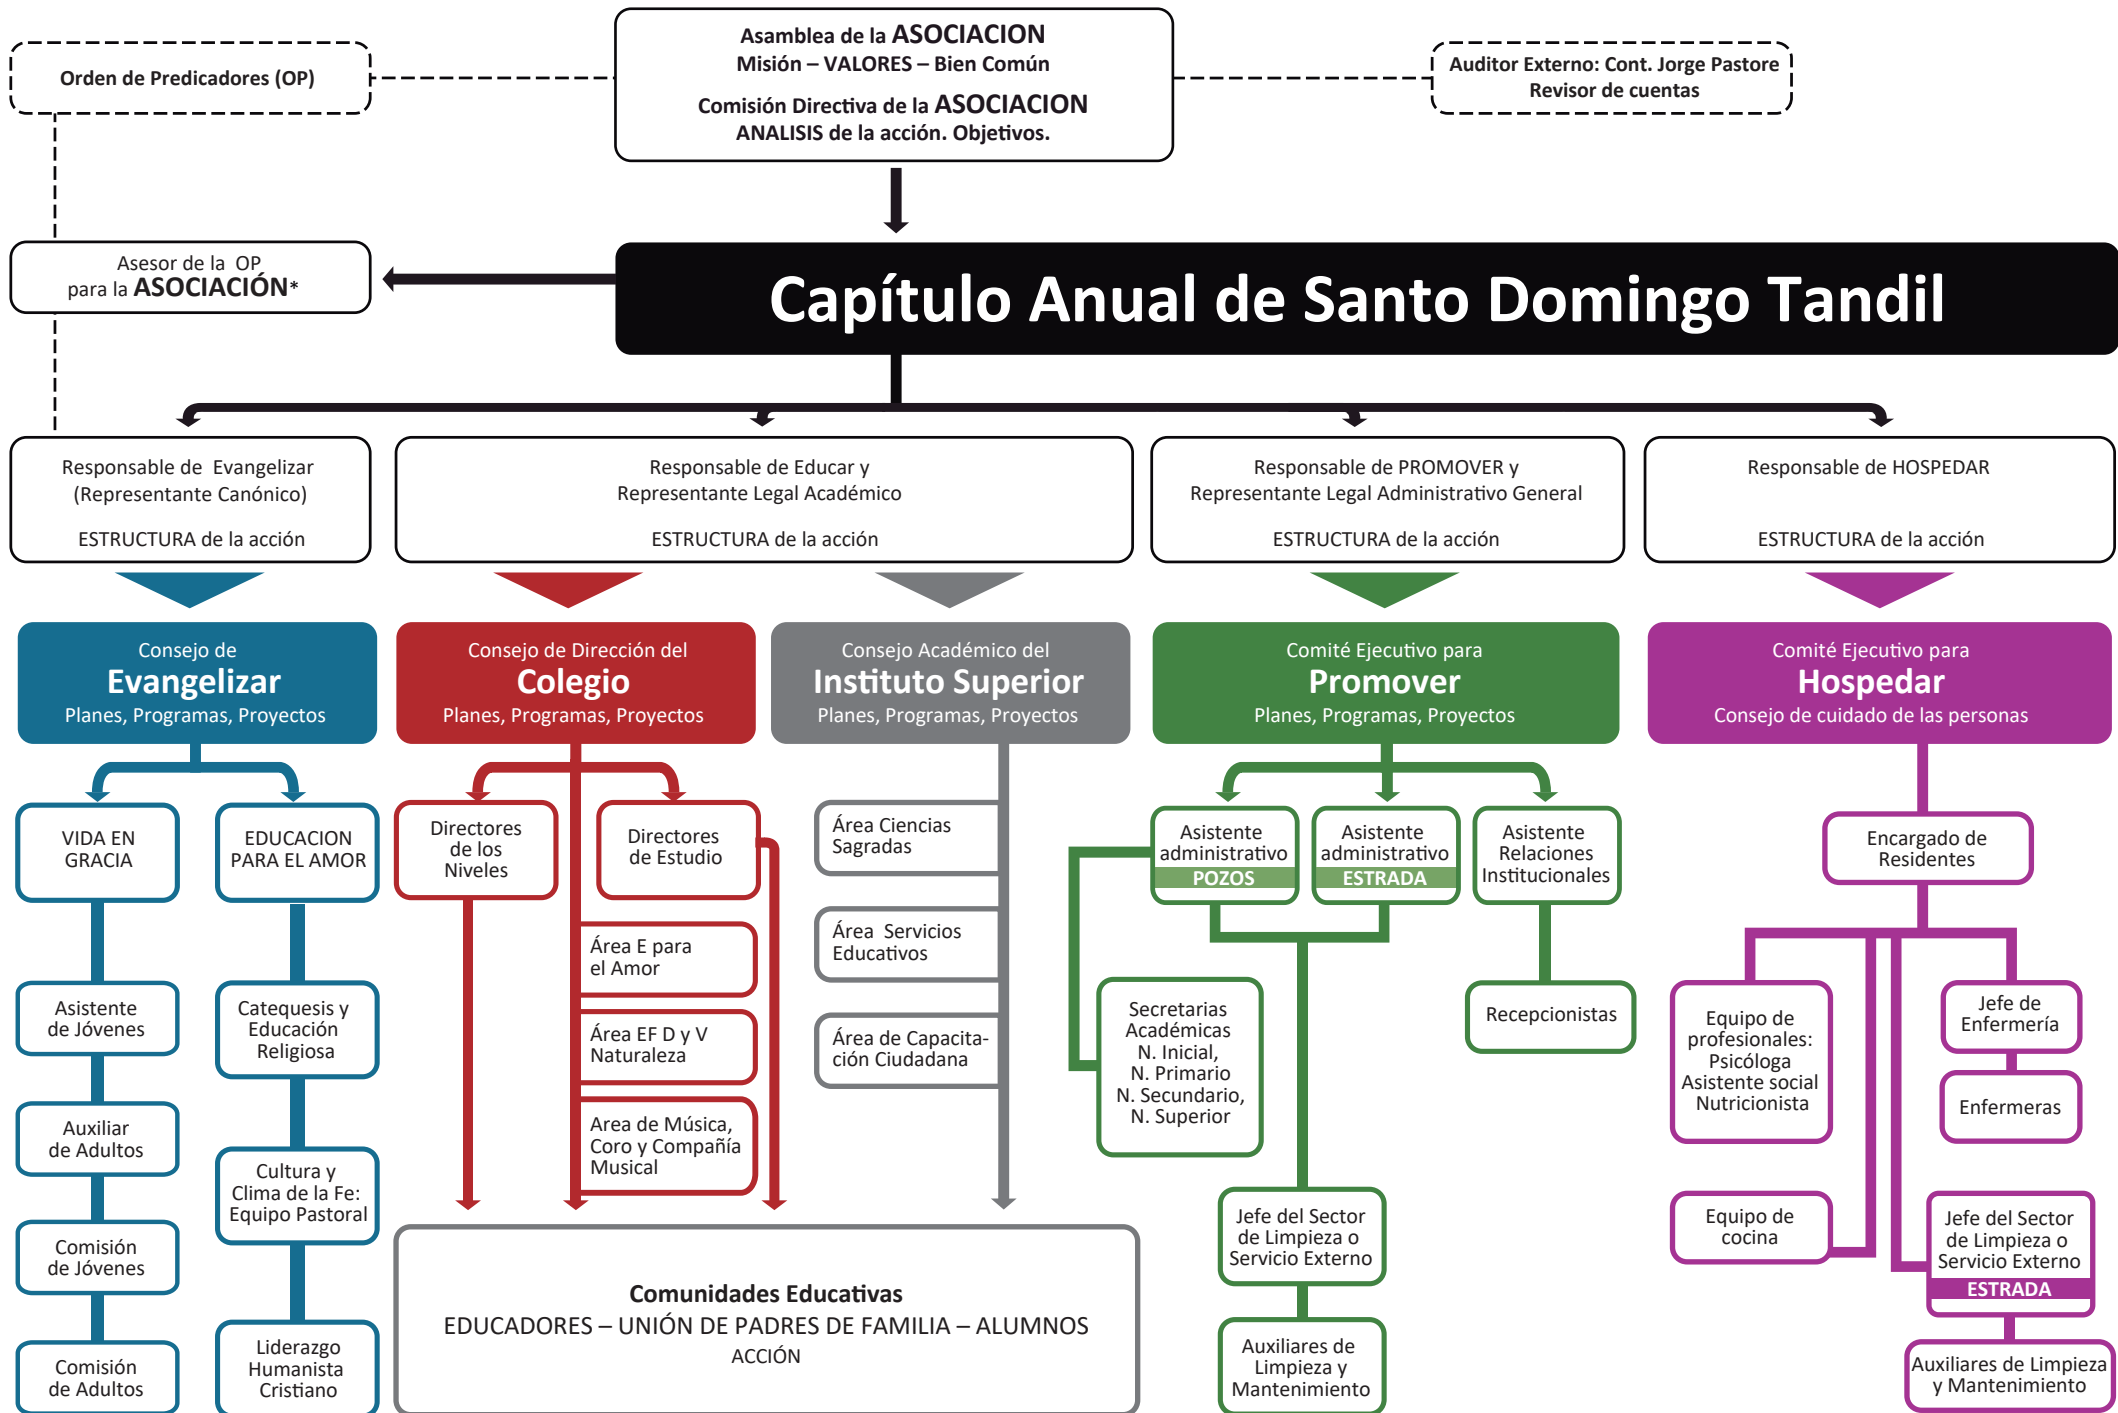 Orden de Predicadores (OP)
Asamblea de la ASOCIACION
Misión – VALORES – Bien Común
Comisión Directiva de la ASOCIACION
ANALISIS de la acción. Objetivos.
Auditor Externo: Cont. Jorge Pastore
Revisor de cuentas
Asesor de la OP
para la ASOCIACIÓN*
Capítulo Anual de Santo Domingo Tandil
Responsable de Evangelizar
(Representante Canónico)
ESTRUCTURA de la acción
Responsable de Educar y
Representante Legal Académico
ESTRUCTURA de la acción
Responsable de PROMOVER y
Representante Legal Administrativo General
ESTRUCTURA de la acción
Responsable de HOSPEDAR
ESTRUCTURA de la acción
Consejo de
Evangelizar
Planes, Programas, Proyectos
Consejo de Dirección del
Colegio
Planes, Programas, Proyectos
Consejo Académico del
Instituto Superior
Planes, Programas, Proyectos
Comité Ejecutivo para
Promover
Planes, Programas, Proyectos
Comité Ejecutivo para
Hospedar
Consejo de cuidado de las personas
VIDA EN
GRACIA
Asistente
de Jóvenes
Auxiliar
de Adultos
Comisión
de Jóvenes
Comisión
de Adultos
EDUCACION
PARA EL AMOR
Catequesis y
Educación
Religiosa
Cultura y
Clima de la Fe:
Equipo Pastoral
Liderazgo
Humanista
Cristiano
Directores
de los
Niveles
Directores
de Estudio
Área E para
el Amor
Área EF D y V
Naturaleza
Area de Música,
Coro y Compañía
Musical
Área Ciencias
Sagradas
Área Servicios
Educativos
Área de Capacita-
ción Ciudadana
Comunidades Educativas
EDUCADORES – UNIÓN DE PADRES DE FAMILIA – ALUMNOS
ACCIÓN
Asistente
administrativo
POZOS
Asistente
administrativo
ESTRADA
Asistente
Relaciones
Institucionales
Secretarias
Académicas
N. Inicial,
N. Primario
N. Secundario,
N. Superior
Recepcionistas
Jefe del Sector
de Limpieza o
Servicio Externo
Auxiliares de
Limpieza y
Mantenimiento
Encargado de
Residentes
Equipo de
profesionales:
Psicóloga
Asistente social
Nutricionista
Jefe de
Enfermería
Enfermeras
Equipo de
cocina
Jefe del Sector
de Limpieza o
Servicio Externo
ESTRADA
Auxiliares de Limpieza
y Mantenimiento